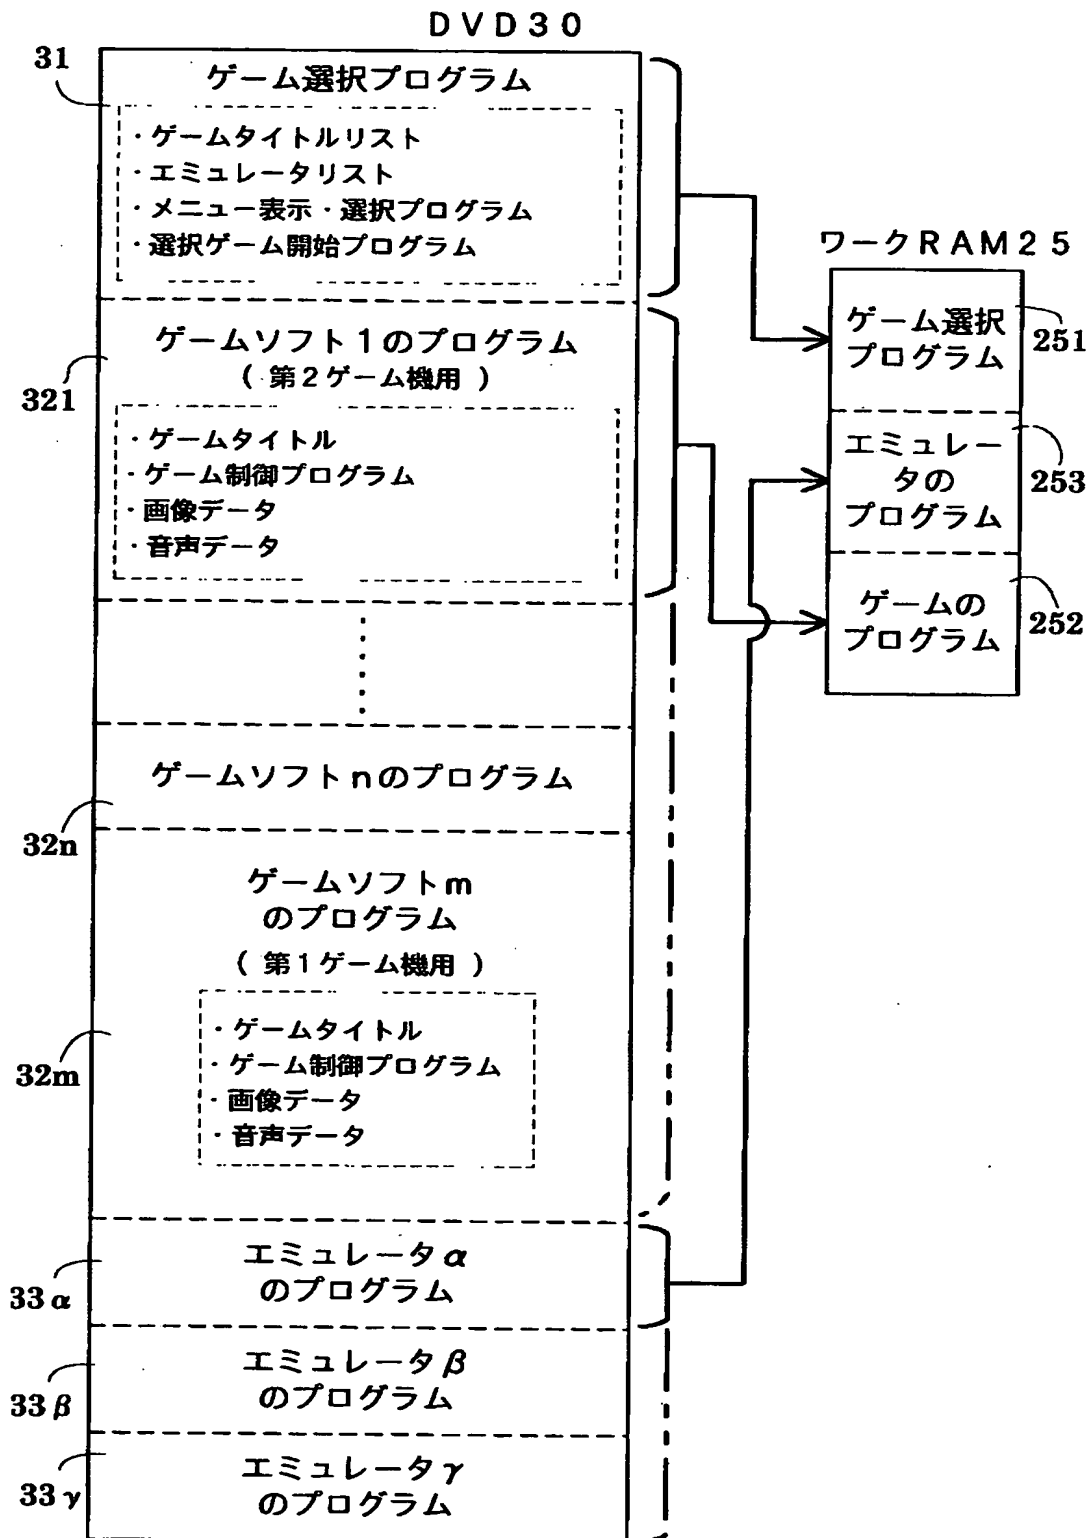 DVD30
31
ゲーム選択プログラム
・ゲームタイトルリスト
・エミュレータリスト
・メニュー表示・選択プログラム
・選択ゲーム開始プログラム
321
ゲームソフト1のプログラム
(第2ゲーム機用)
・ゲームタイトル
・ゲーム制御プログラム
・画像データ
・音声データ
32n
ゲームソフトnのプログラム
32m
ゲームソフトm
のプログラム
(第1ゲーム機用)
・ゲームタイトル
・ゲーム制御プログラム
・画像データ
・音声データ
33α
エミュレータα
のプログラム
33β
エミュレータβ
のプログラム
33γ
エミュレータγ
のプログラム
ワークRAM25
ゲーム選択
プログラム
251
エミュレー
タの
プログラム
253
ゲームの
プログラム
252